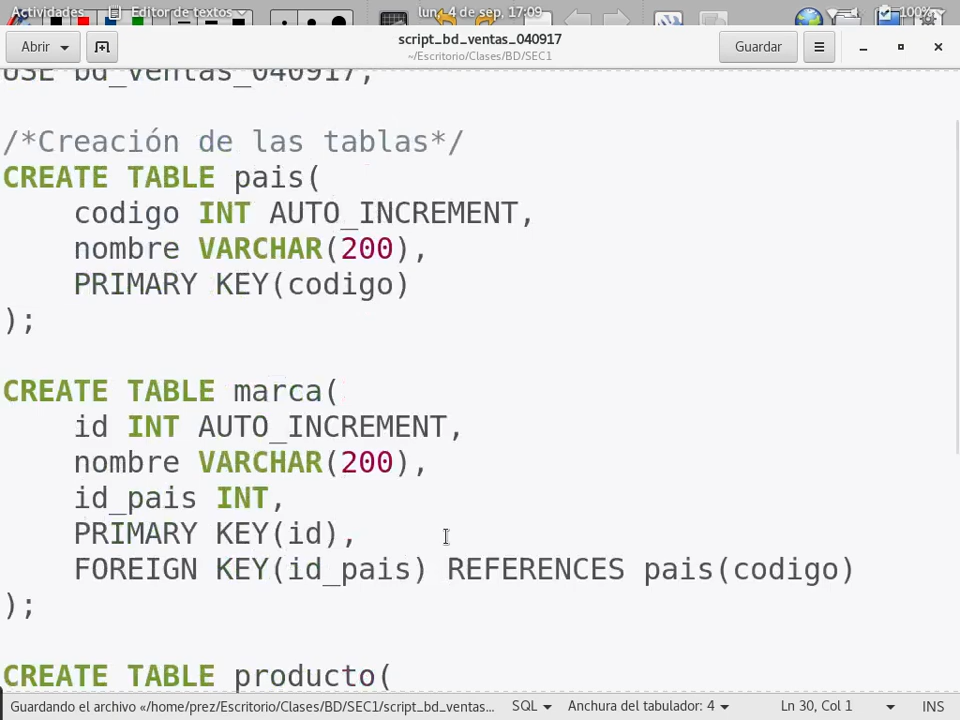 Actividades Editor de textos lun, 4 de sep, 17:09 100%
Abrir script_bd_ventas_040917 Guardar
~/Escritorio/Clases/BD/SEC1
USE bd_ventas_040917;
/*Creación de las tablas*/
CREATE TABLE pais(
codigo INT AUTO_INCREMENT,
nombre VARCHAR(200),
PRIMARY KEY(codigo)
);
CREATE TABLE marca(
id INT AUTO_INCREMENT,
nombre VARCHAR(200),
id_pais INT,
PRIMARY KEY(id),
FOREIGN KEY(id_pais) REFERENCES pais(codigo)
);
CREATE TABLE producto(
Guardando el archivo «/home/prez/Escritorio/Clases/BD/SEC1/script_bd_ventas... SQL Anchura del tabulador: 4 Ln 30, Col 1 INS